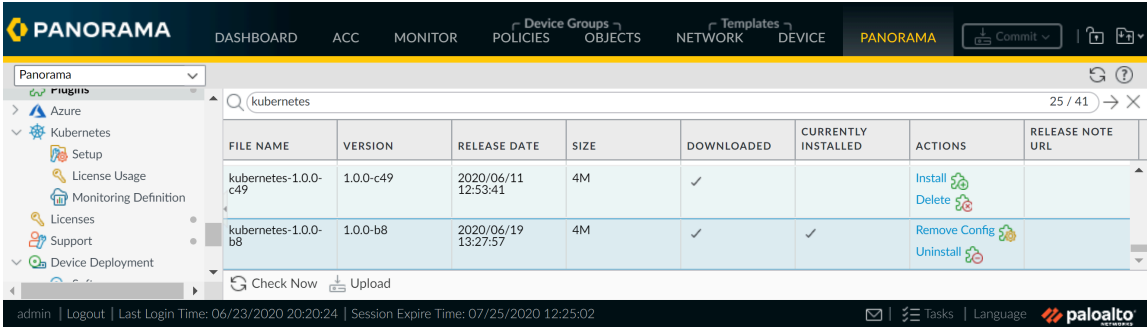 Device Groups
Templates
PANORAMA
DASHBOARD ACC MONITOR POLICIES OBJECTS NETWORK DEVICE PANORAMA Commit
Panorama
Plugins
kubernetes 25 / 41
Azure
Kubernetes
Setup
License Usage
Monitoring Definition
Licenses
Support
Device Deployment
FILE NAME VERSION RELEASE DATE SIZE DOWNLOADED CURRENTLY INSTALLED ACTIONS RELEASE NOTE URL
kubernetes-1.0.0-c49 1.0.0-c49 2020/06/11 12:53:41 4M Install
Delete
kubernetes-1.0.0-b8 1.0.0-b8 2020/06/19 13:27:57 4M Remove Config
Uninstall
Check Now Upload
admin | Logout | Last Login Time: 06/23/2020 20:20:24 | Session Expire Time: 07/25/2020 12:25:02 | Tasks | Language paloalto
NETWORKS